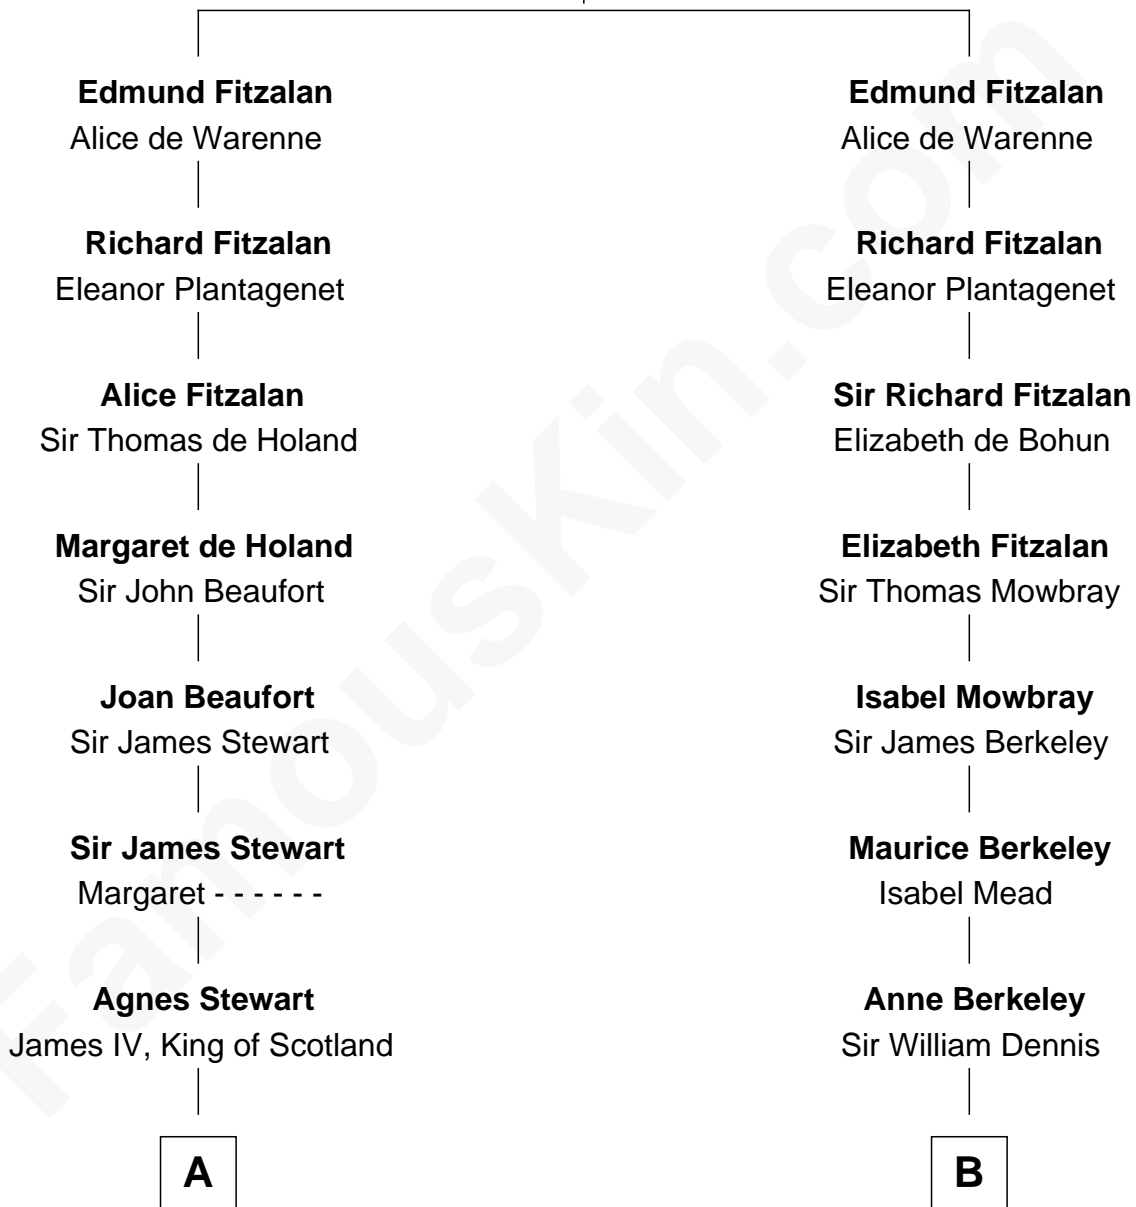 Edmund Fitzalan
Alice de Warenne
Richard Fitzalan
Eleanor Plantagenet
Alice Fitzalan
Sir Thomas de Holand
Margaret de Holand
Sir John Beaufort
Joan Beaufort
Sir James Stewart
Sir James Stewart
Margaret - - - - - -
Agnes Stewart
James IV, King of Scotland
A
Edmund Fitzalan
Alice de Warenne
Richard Fitzalan
Eleanor Plantagenet
Sir Richard Fitzalan
Elizabeth de Bohun
Elizabeth Fitzalan
Sir Thomas Mowbray
Isabel Mowbray
Sir James Berkeley
Maurice Berkeley
Isabel Mead
Anne Berkeley
Sir William Dennis
B
FamousKin.com